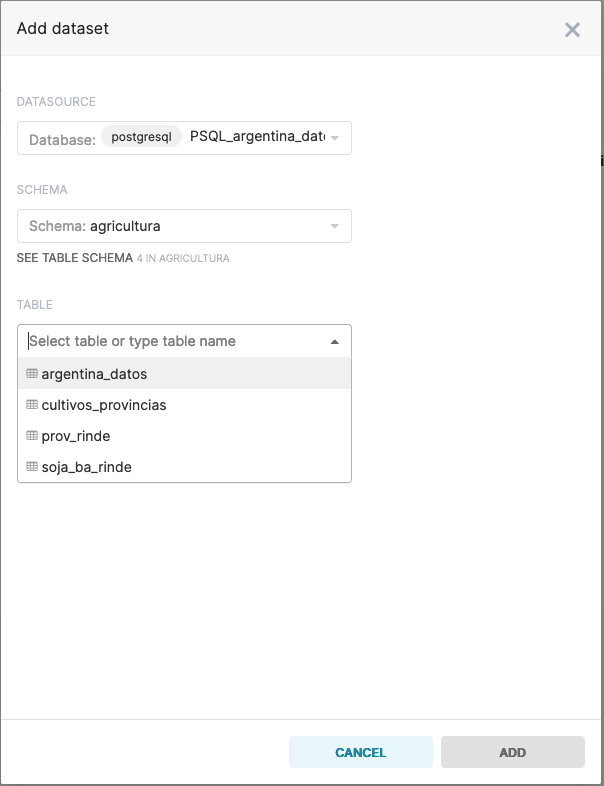 Add dataset
DATASOURCE
Database: postgresql PSQL_argentina_dat
SCHEMA
Schema: agricultura
SEE TABLE SCHEMA 4 IN AGRICULTURA
TABLE
Select table or type table name
argentina_datos
cultivos_provincias
prov_rinde
soja_ba_rinde
CANCEL
ADD